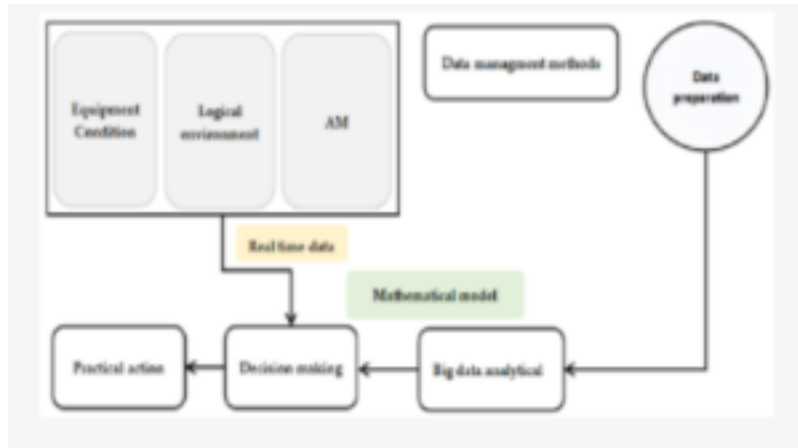 Equipment
Condition
Logical
environment
AM
Data managment methods
Data
preparation
Real time data
Mathematical model
Practical action
Decision making
Big data analytical